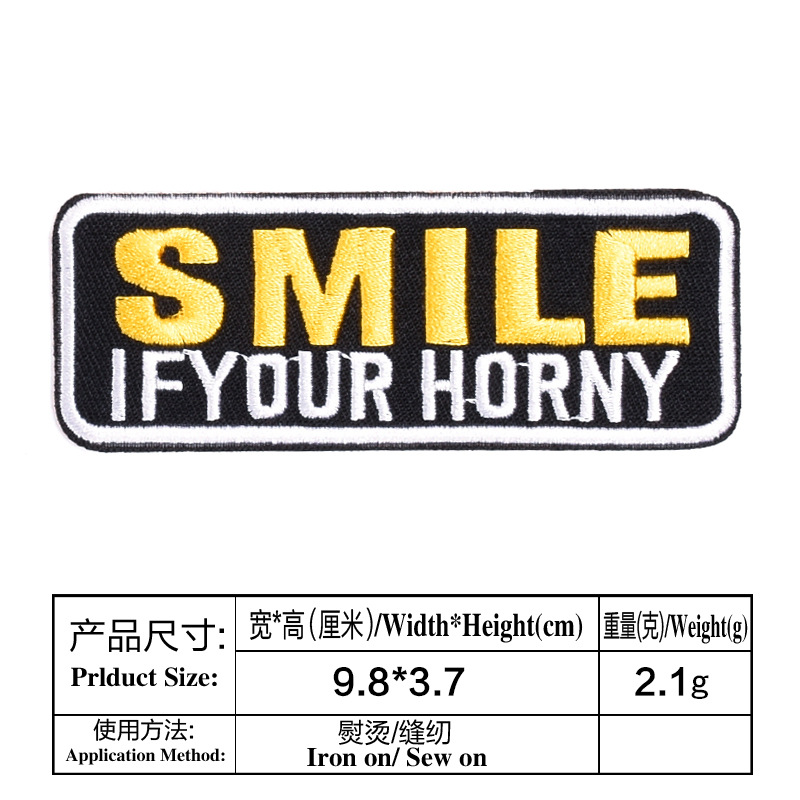 SMILE
IF YOUR HORNY
产品尺寸:
Prlduct Size:
宽*高(厘米)/Width*Height(cm)
重量(克)/Weight(g)
9.8*3.7
2.1g
使用方法:
Application Method:
熨烫/缝纫
Iron on/ Sew on